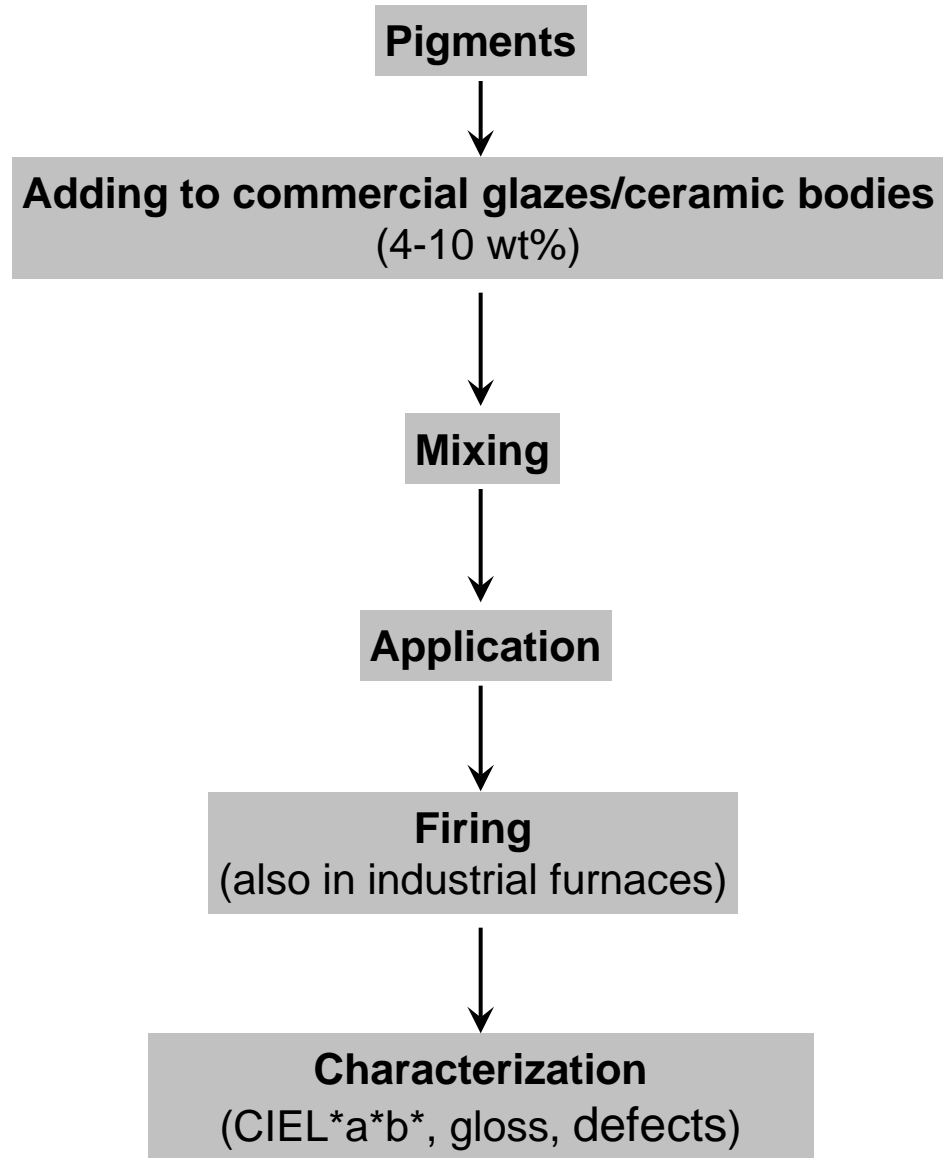 Pigments
Adding to commercial glazes/ceramic bodies
(4-10 wt%)
Mixing
Application
Firing
(also in industrial furnaces)
Characterization
(CIEL*a*b*, gloss, defects)